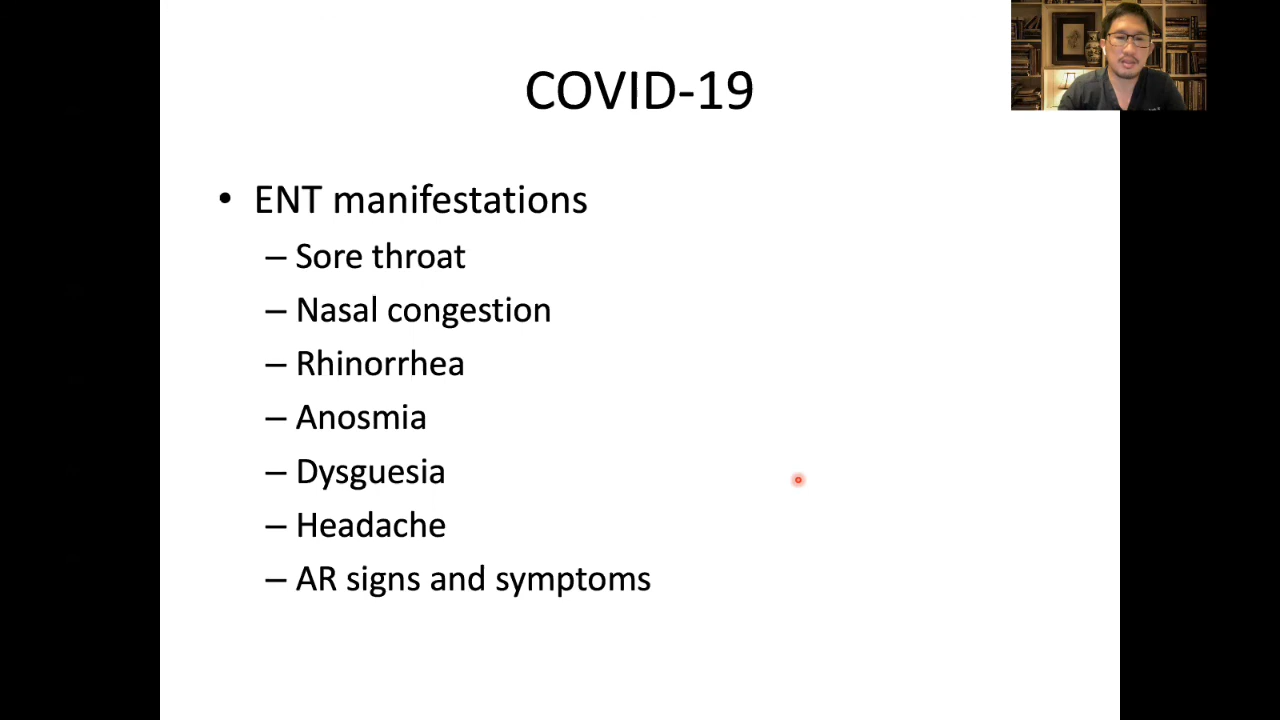 COVID-19
• ENT manifestations
– Sore throat
– Nasal congestion
– Rhinorrhea
– Anosmia
– Dysguesia
– Headache
– AR signs and symptoms